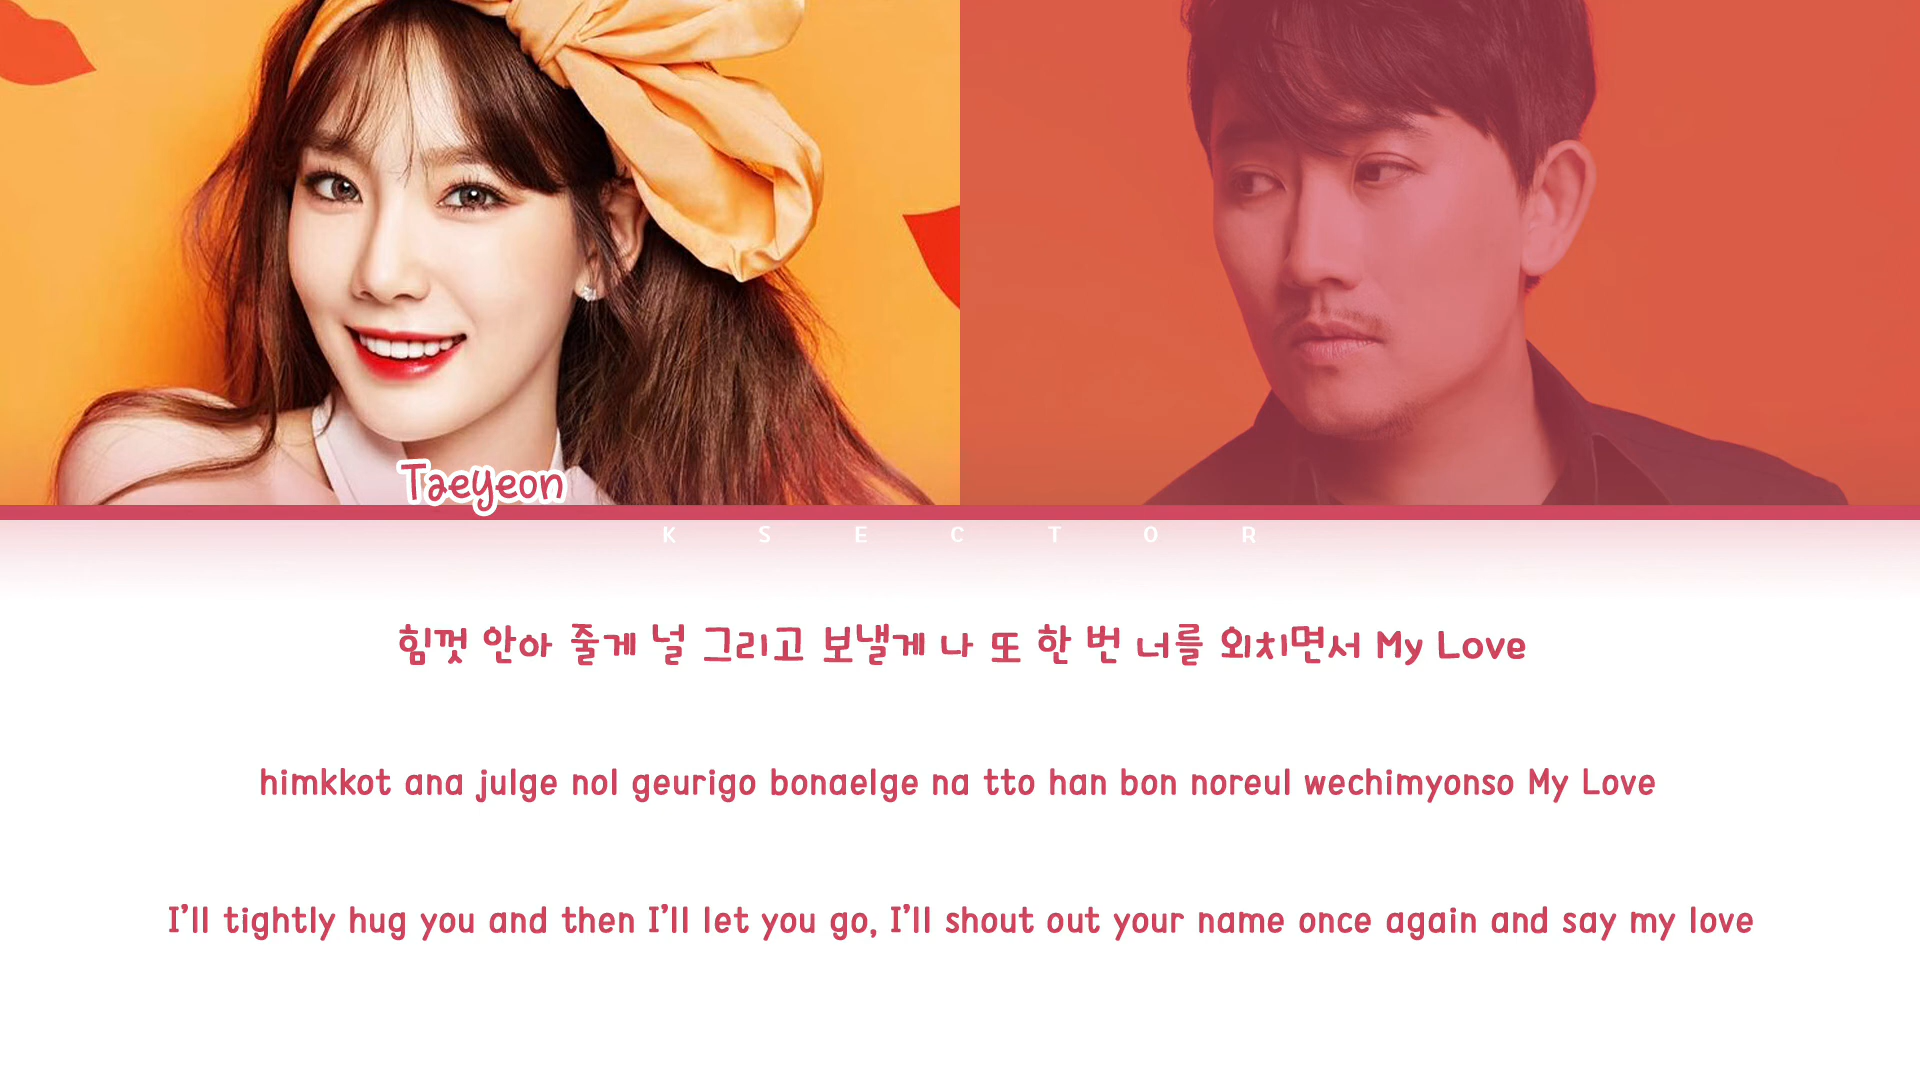 Taeyeon
K S E C T O R
힘껏 안아 줄게 널 그리고 보낼게 나 또 한 번 너를 외치면서 My Love
himkkot ana julge nol geurigo bonaelge na tto han bon noreul wechimyonso My Love
I'll tightly hug you and then I'll let you go, I'll shout out your name once again and say my love